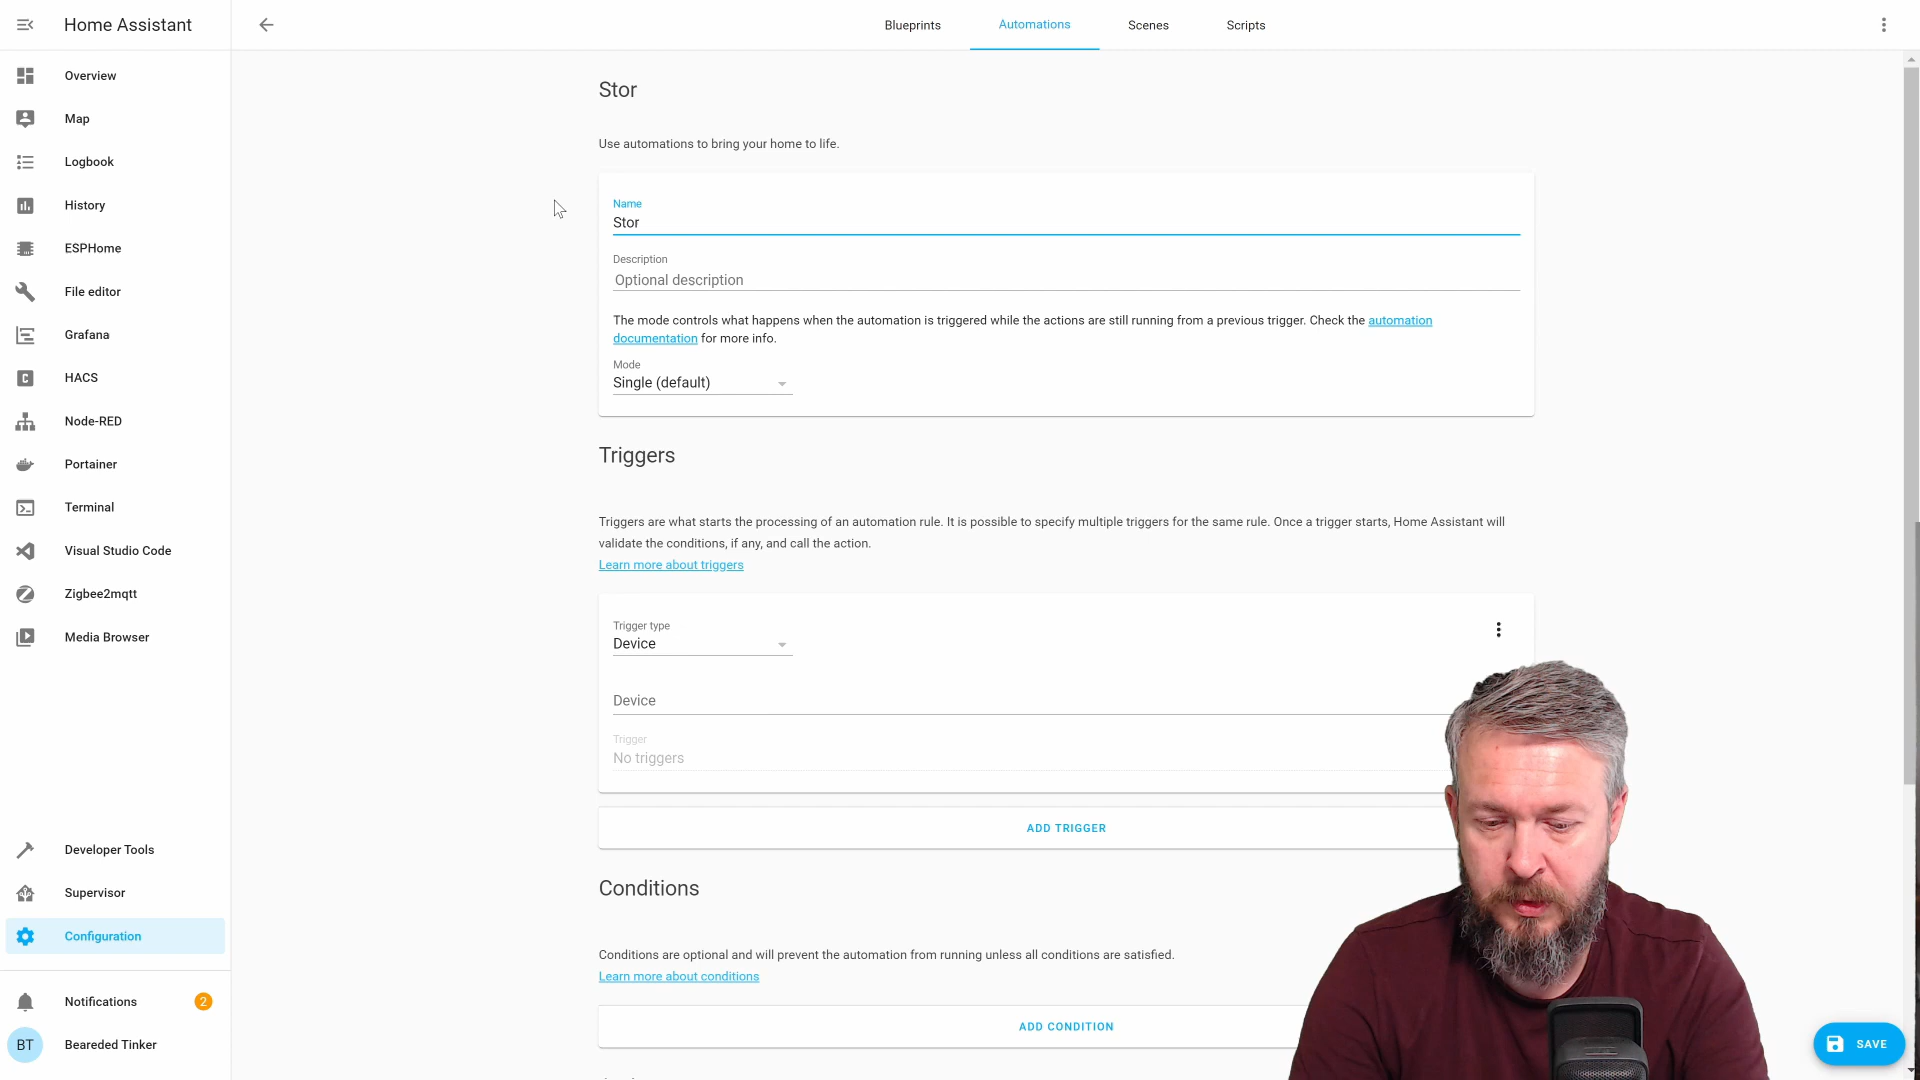 Home Assistant
Blueprints
Automations
Scenes
Scripts
Overview
Map
Logbook
History
ESPHome
File editor
Grafana
HACS
Node-RED
Portainer
Terminal
Visual Studio Code
Zigbee2mqtt
Media Browser
Developer Tools
Supervisor
Configuration
Notifications
2
BT
Beareded Tinker
Stor
Use automations to bring your home to life.
Name
Stor
Description
Optional description
The mode controls what happens when the automation is triggered while the actions are still running from a previous trigger. Check the automation
documentation for more info.
Mode
Single (default)
Triggers
Triggers are what starts the processing of an automation rule. It is possible to specify multiple triggers for the same rule. Once a trigger starts, Home Assistant will
validate the conditions, if any, and call the action.
Learn more about triggers
Trigger type
Device
Device
Trigger
No triggers
ADD TRIGGER
Conditions
Conditions are optional and will prevent the automation from running unless all conditions are satisfied.
Learn more about conditions
ADD CONDITION
SAVE